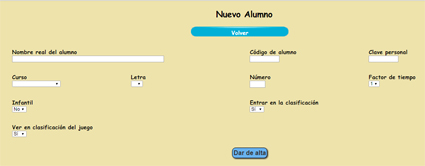 Nuevo Alumno
Volver
Nombre real del alumno Código de alumno Clave personal
Curso Letra Número Factor de tiempo
1
Infantil Entrar en la clasificación
No Sí
Ver en clasificación del juego
Sí
Dar de alta